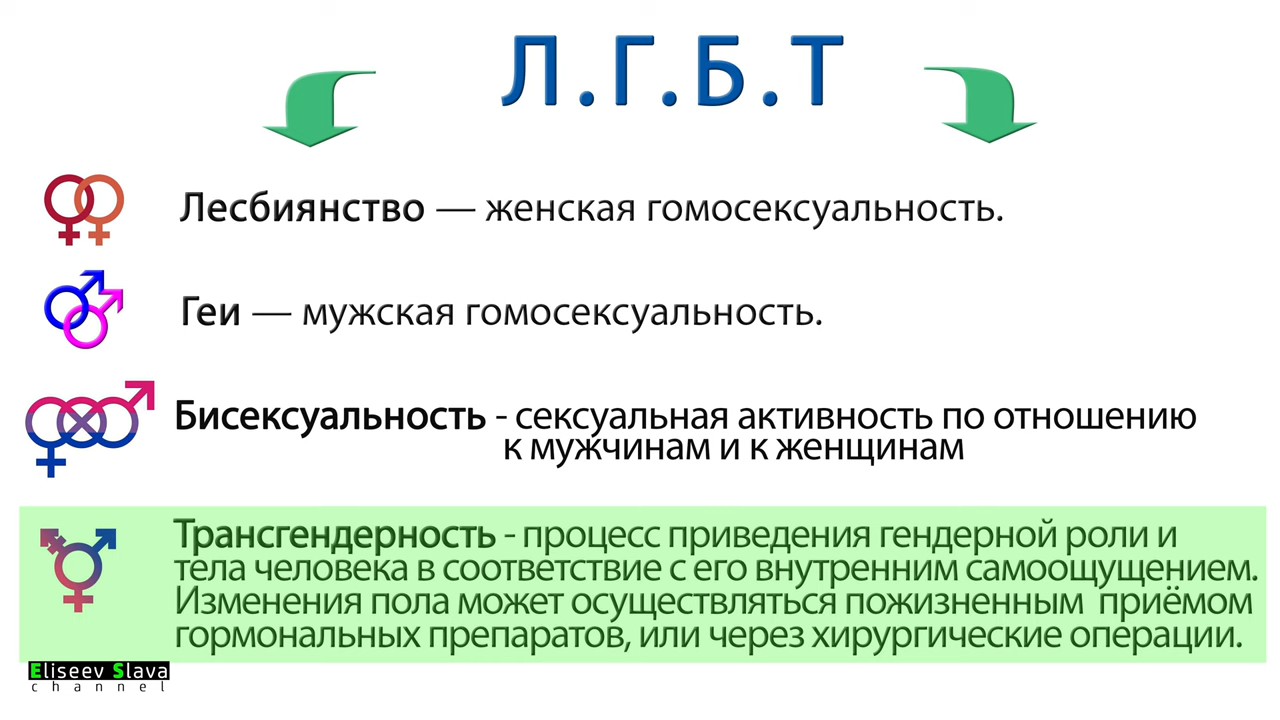 Л.Г.Б.Т
Лесбиянство — женская гомосексуальность.
Геи — мужская гомосексуальность.
Бисексуальность - сексуальная активность по отношению
к мужчинам и к женщинам
Трансгендерность - процесс приведения гендерной роли и
тела человека в соответствие с его внутренним самоощущением.
Изменения пола может осуществляться пожизненным приёмом
гормональных препаратов, или через хирургические операции.
Eliseev Slava
channel